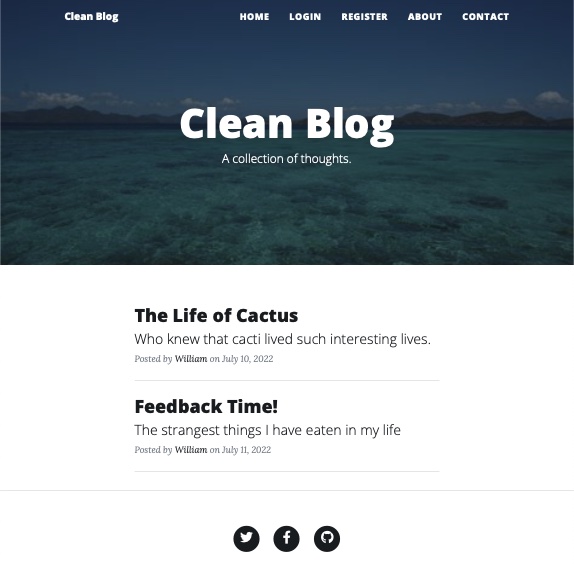 Clean Blog
HOME LOGIN REGISTER ABOUT CONTACT
Clean Blog
A collection of thoughts.
The Life of Cactus
Who knew that cacti lived such interesting lives.
Posted by William on July 10, 2022
Feedback Time!
The strangest things I have eaten in my life
Posted by William on July 11, 2022